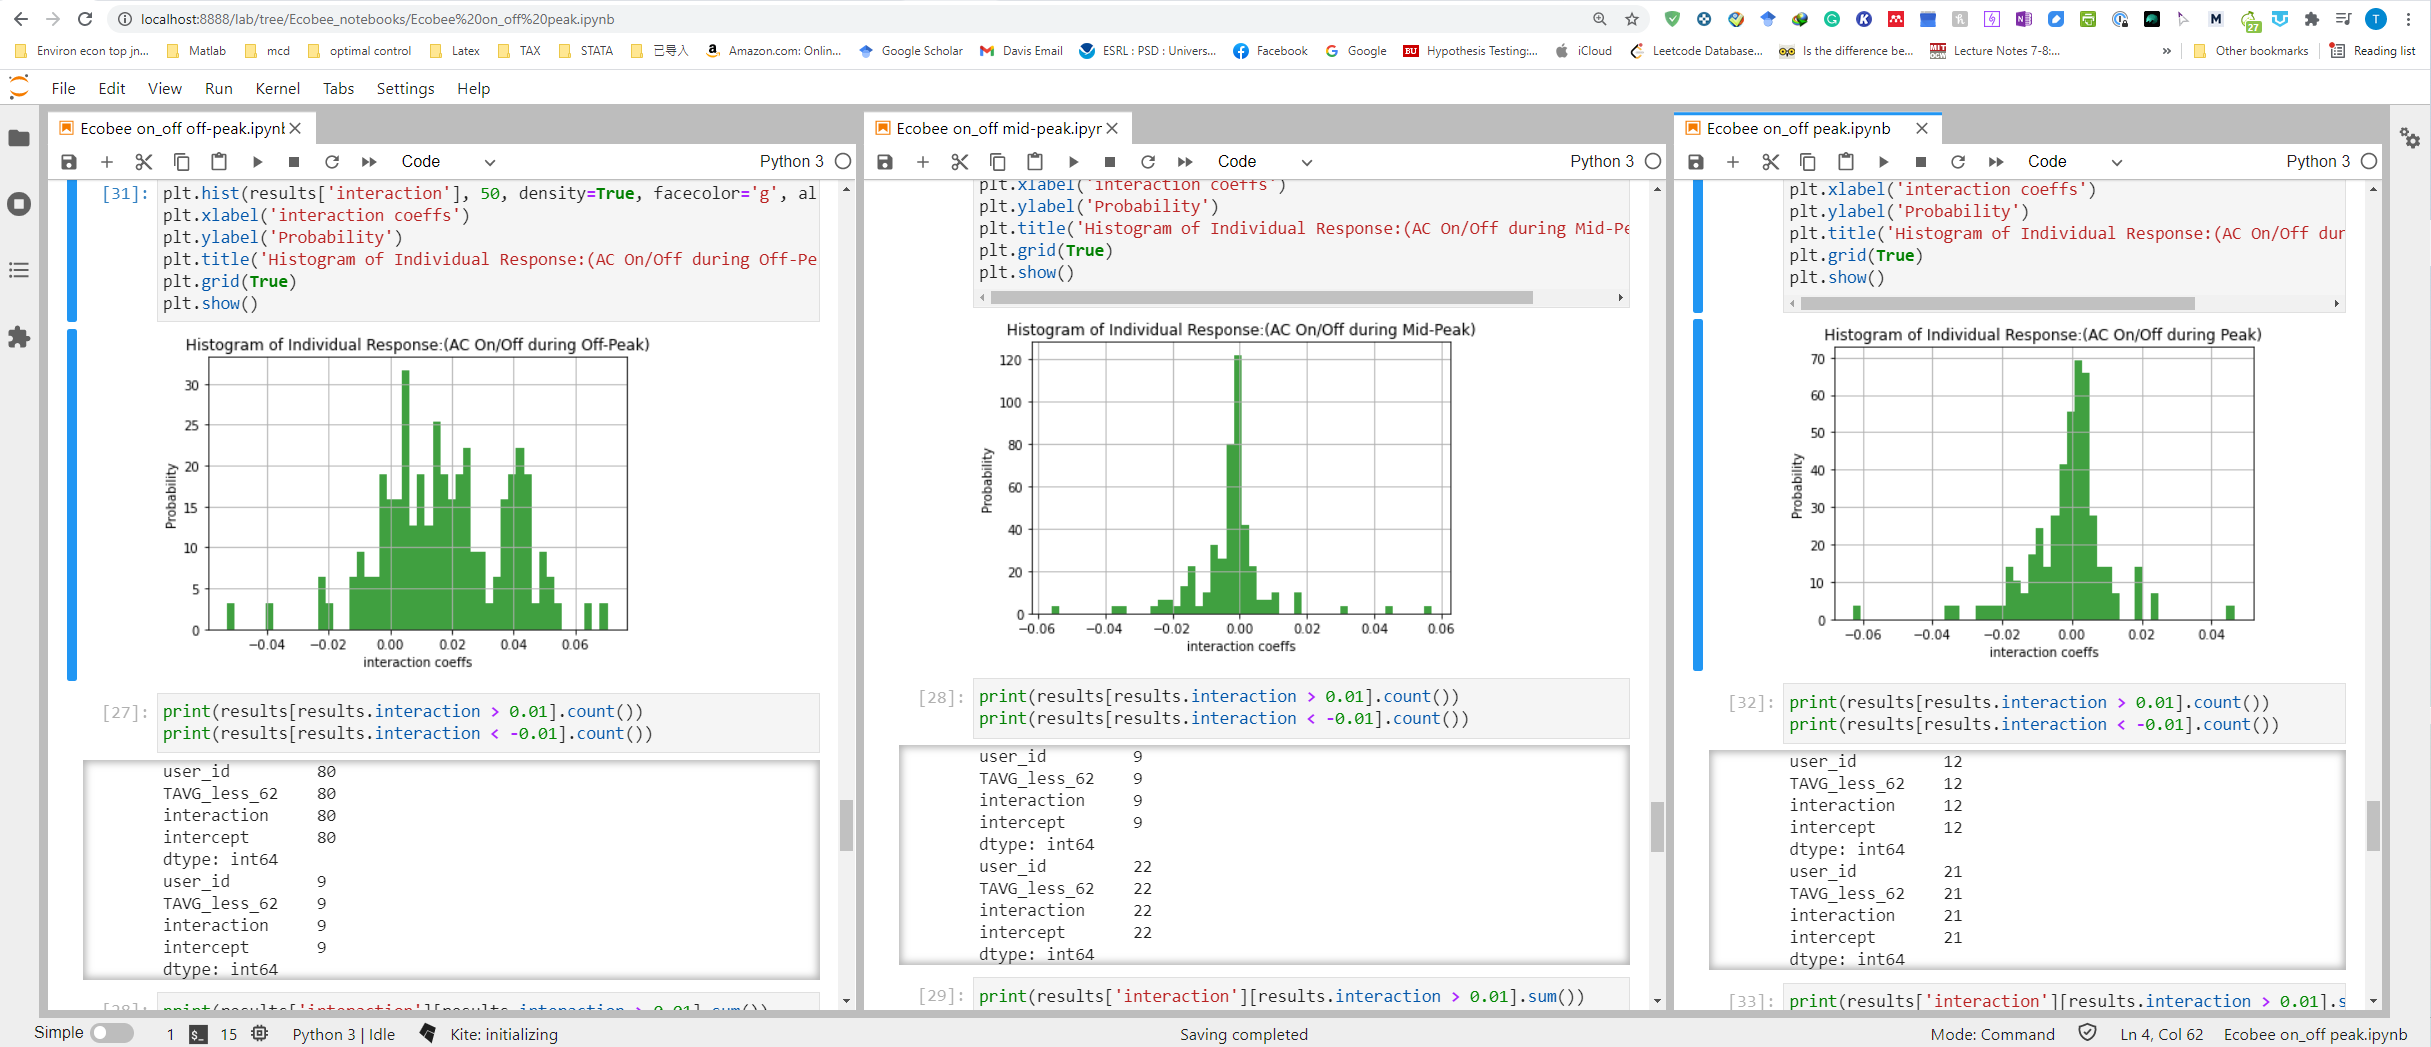 localhost:8888/lab/tree/Ecobee_notebooks/Ecobee%20on_off%20peak.ipynb
Environ econ top jn... Matlab mcd optimal control Latex TAX STATA 已导入 Amazon.com: Onlin... Google Scholar Davis Email ESRL : PSD : Univers... Facebook Google Hypothesis Testing:... iCloud Leetcode Database... Is the difference be... Lecture Notes 7-8:... » Other bookmarks Reading list
File Edit View Run Kernel Tabs Settings Help
Ecobee on_off off-peak.ipynb
Code Python 3
[31]: plt.hist(results['interaction'], 50, density=True, facecolor='g', al
plt.xlabel('interaction coeffs')
plt.ylabel('Probability')
plt.title('Histogram of Individual Response:(AC On/Off during Off-Pe
plt.grid(True)
plt.show()
Histogram of Individual Response:(AC On/Off during Off-Peak)
Probability
30
25
20
15
10
5
0
−0.04 −0.02 0.00 0.02 0.04 0.06
interaction coeffs
[27]: print(results[results.interaction > 0.01].count())
print(results[results.interaction < -0.01].count())
user_id 80
TAVG_less_62 80
interaction 80
intercept 80
dtype: int64
user_id 9
TAVG_less_62 9
interaction 9
intercept 9
dtype: int64
[28]: print(results['interaction'][results.interaction > 0.01].sum())
Ecobee on_off mid-peak.ipyr
Code Python 3
plt.xlabel('interaction coeffs')
plt.ylabel('Probability')
plt.title('Histogram of Individual Response:(AC On/Off during Mid-Pe
plt.grid(True)
plt.show()
Histogram of Individual Response:(AC On/Off during Mid-Peak)
Probability
120
100
80
60
40
20
0
−0.06 −0.04 −0.02 0.00 0.02 0.04 0.06
interaction coeffs
[28]: print(results[results.interaction > 0.01].count())
print(results[results.interaction < -0.01].count())
user_id 9
TAVG_less_62 9
interaction 9
intercept 9
dtype: int64
user_id 22
TAVG_less_62 22
interaction 22
intercept 22
dtype: int64
[29]: print(results['interaction'][results.interaction > 0.01].sum())
Ecobee on_off peak.ipynb
Code Python 3
plt.xlabel('interaction coeffs')
plt.ylabel('Probability')
plt.title('Histogram of Individual Response:(AC On/Off dur
plt.grid(True)
plt.show()
Histogram of Individual Response:(AC On/Off during Peak)
Probability
70
60
50
40
30
20
10
0
−0.06 −0.04 −0.02 0.00 0.02 0.04
interaction coeffs
[32]: print(results[results.interaction > 0.01].count())
print(results[results.interaction < -0.01].count())
user_id 12
TAVG_less_62 12
interaction 12
intercept 12
dtype: int64
user_id 21
TAVG_less_62 21
interaction 21
intercept 21
dtype: int64
[33]: print(results['interaction'][results.interaction > 0.01].s
Simple 1 15 Python 3 | Idle Kite: initializing Saving completed Mode: Command Ln 4, Col 62 Ecobee on_off peak.ipynb